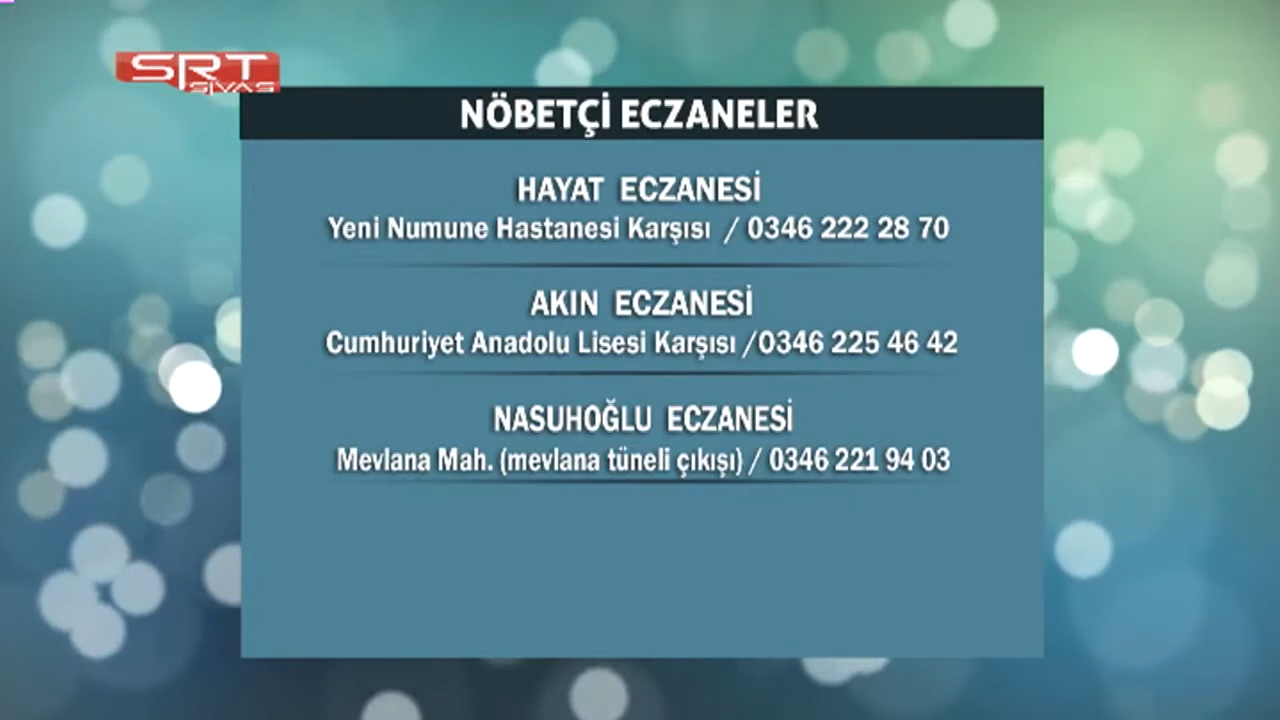 SRT
SİVAS
NÖBETÇİ ECZANELER
HAYAT ECZANESİ
Yeni Numune Hastanesi Karşısı / 0346 222 28 70
AKIN ECZANESİ
Cumhuriyet Anadolu Lisesi Karşısı /0346 225 46 42
NASUHOĞLU ECZANESİ
Mevlana Mah. (mevlana tüneli çıkışı) / 0346 221 94 03